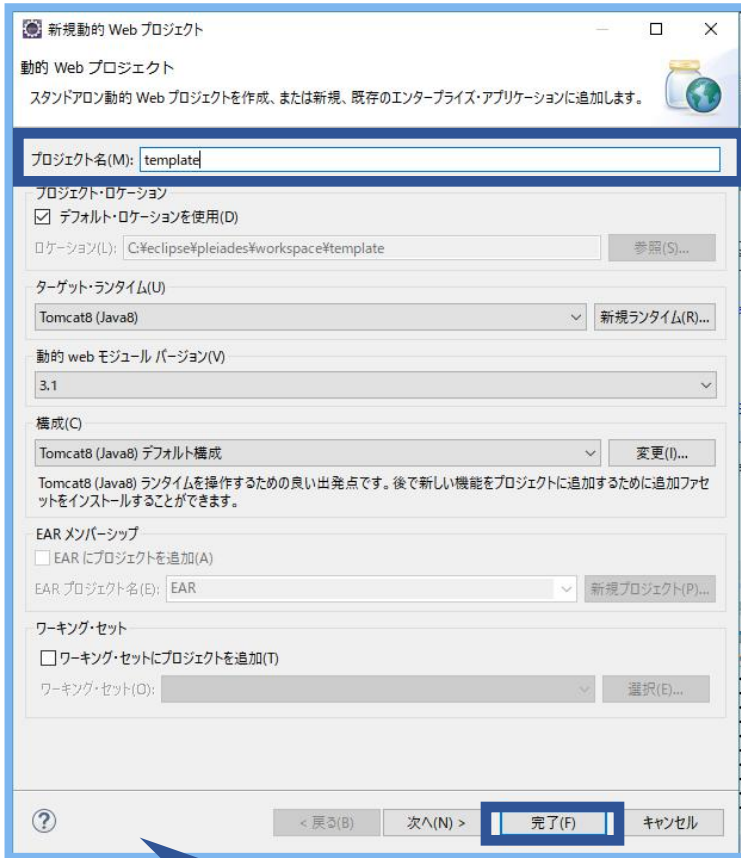 新規動的 Web プロジェクト
動的 Web プロジェクト
スタンドアロン動的 Web プロジェクトを作成、または新規、既存のエンタープライズ・アプリケーションに追加します。
プロジェクト名(M): template
プロジェクト・ロケーション
デフォルト・ロケーションを使用(D)
ロケーション(L): C:¥eclipse¥pleiades¥workspace¥template 参照(S)...
ターゲット・ランタイム(U)
Tomcat8 (Java8) 新規ランタイム(R)...
動的 web モジュール バージョン(V)
3.1
構成(C)
Tomcat8 (Java8) デフォルト構成 変更(I)...
Tomcat8 (Java8) ランタイムを操作するための良い出発点です。後で新しい機能をプロジェクトに追加するために追加ファセ
ットをインストールすることができます。
EAR メンバーシップ
EAR にプロジェクトを追加(A)
EAR プロジェクト名(E): EAR 新規プロジェクト(P)...
ワーキング・セット
ワーキング・セットにプロジェクトを追加(T)
ワーキング・セット(O): 選択(E)...
? < 戻る(B) 次へ(N) > 完了(F) キャンセル